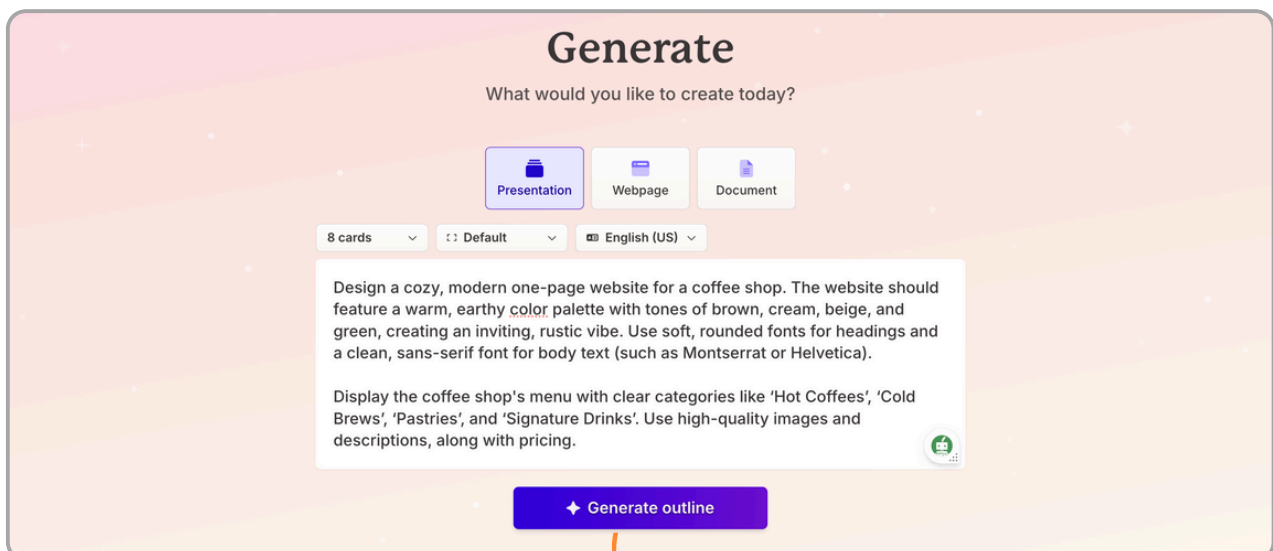 Generate
What would you like to create today?
Presentation
Webpage
Document
8 cards
Default
English (US)
Design a cozy, modern one-page website for a coffee shop. The website should
feature a warm, earthy color palette with tones of brown, cream, beige, and
green, creating an inviting, rustic vibe. Use soft, rounded fonts for headings and
a clean, sans-serif font for body text (such as Montserrat or Helvetica).
Display the coffee shop's menu with clear categories like ‘Hot Coffees’, ‘Cold
Brews’, ‘Pastries’, and ‘Signature Drinks’. Use high-quality images and
descriptions, along with pricing.
Generate outline